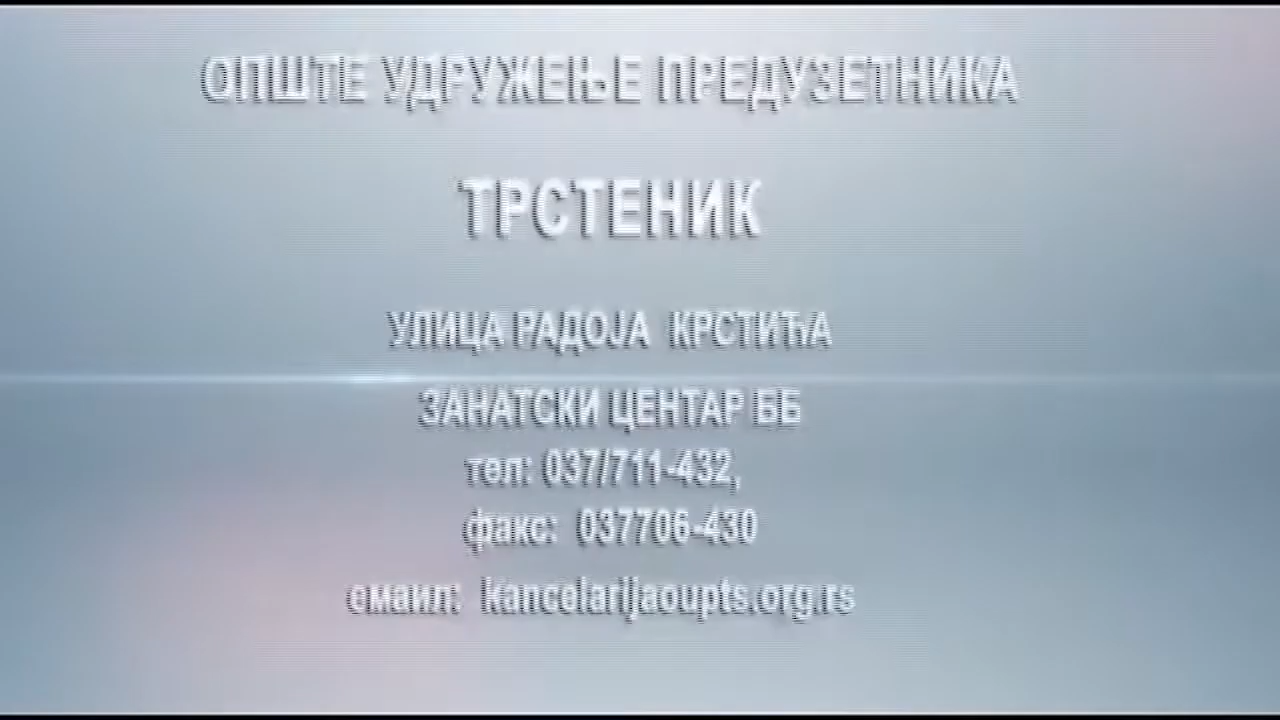 ОПШТЕ УДРУЖЕЊЕ ПРЕДУЗЕТНИКА
ТРСТЕНИК
УЛИЦА РАДОЈА КРСТИЋА
ЗАНАТСКИ ЦЕНТАР ББ
тел: 037/711-432,
факс: 037706-430
емаил: kancelarijaoupts.org.rs